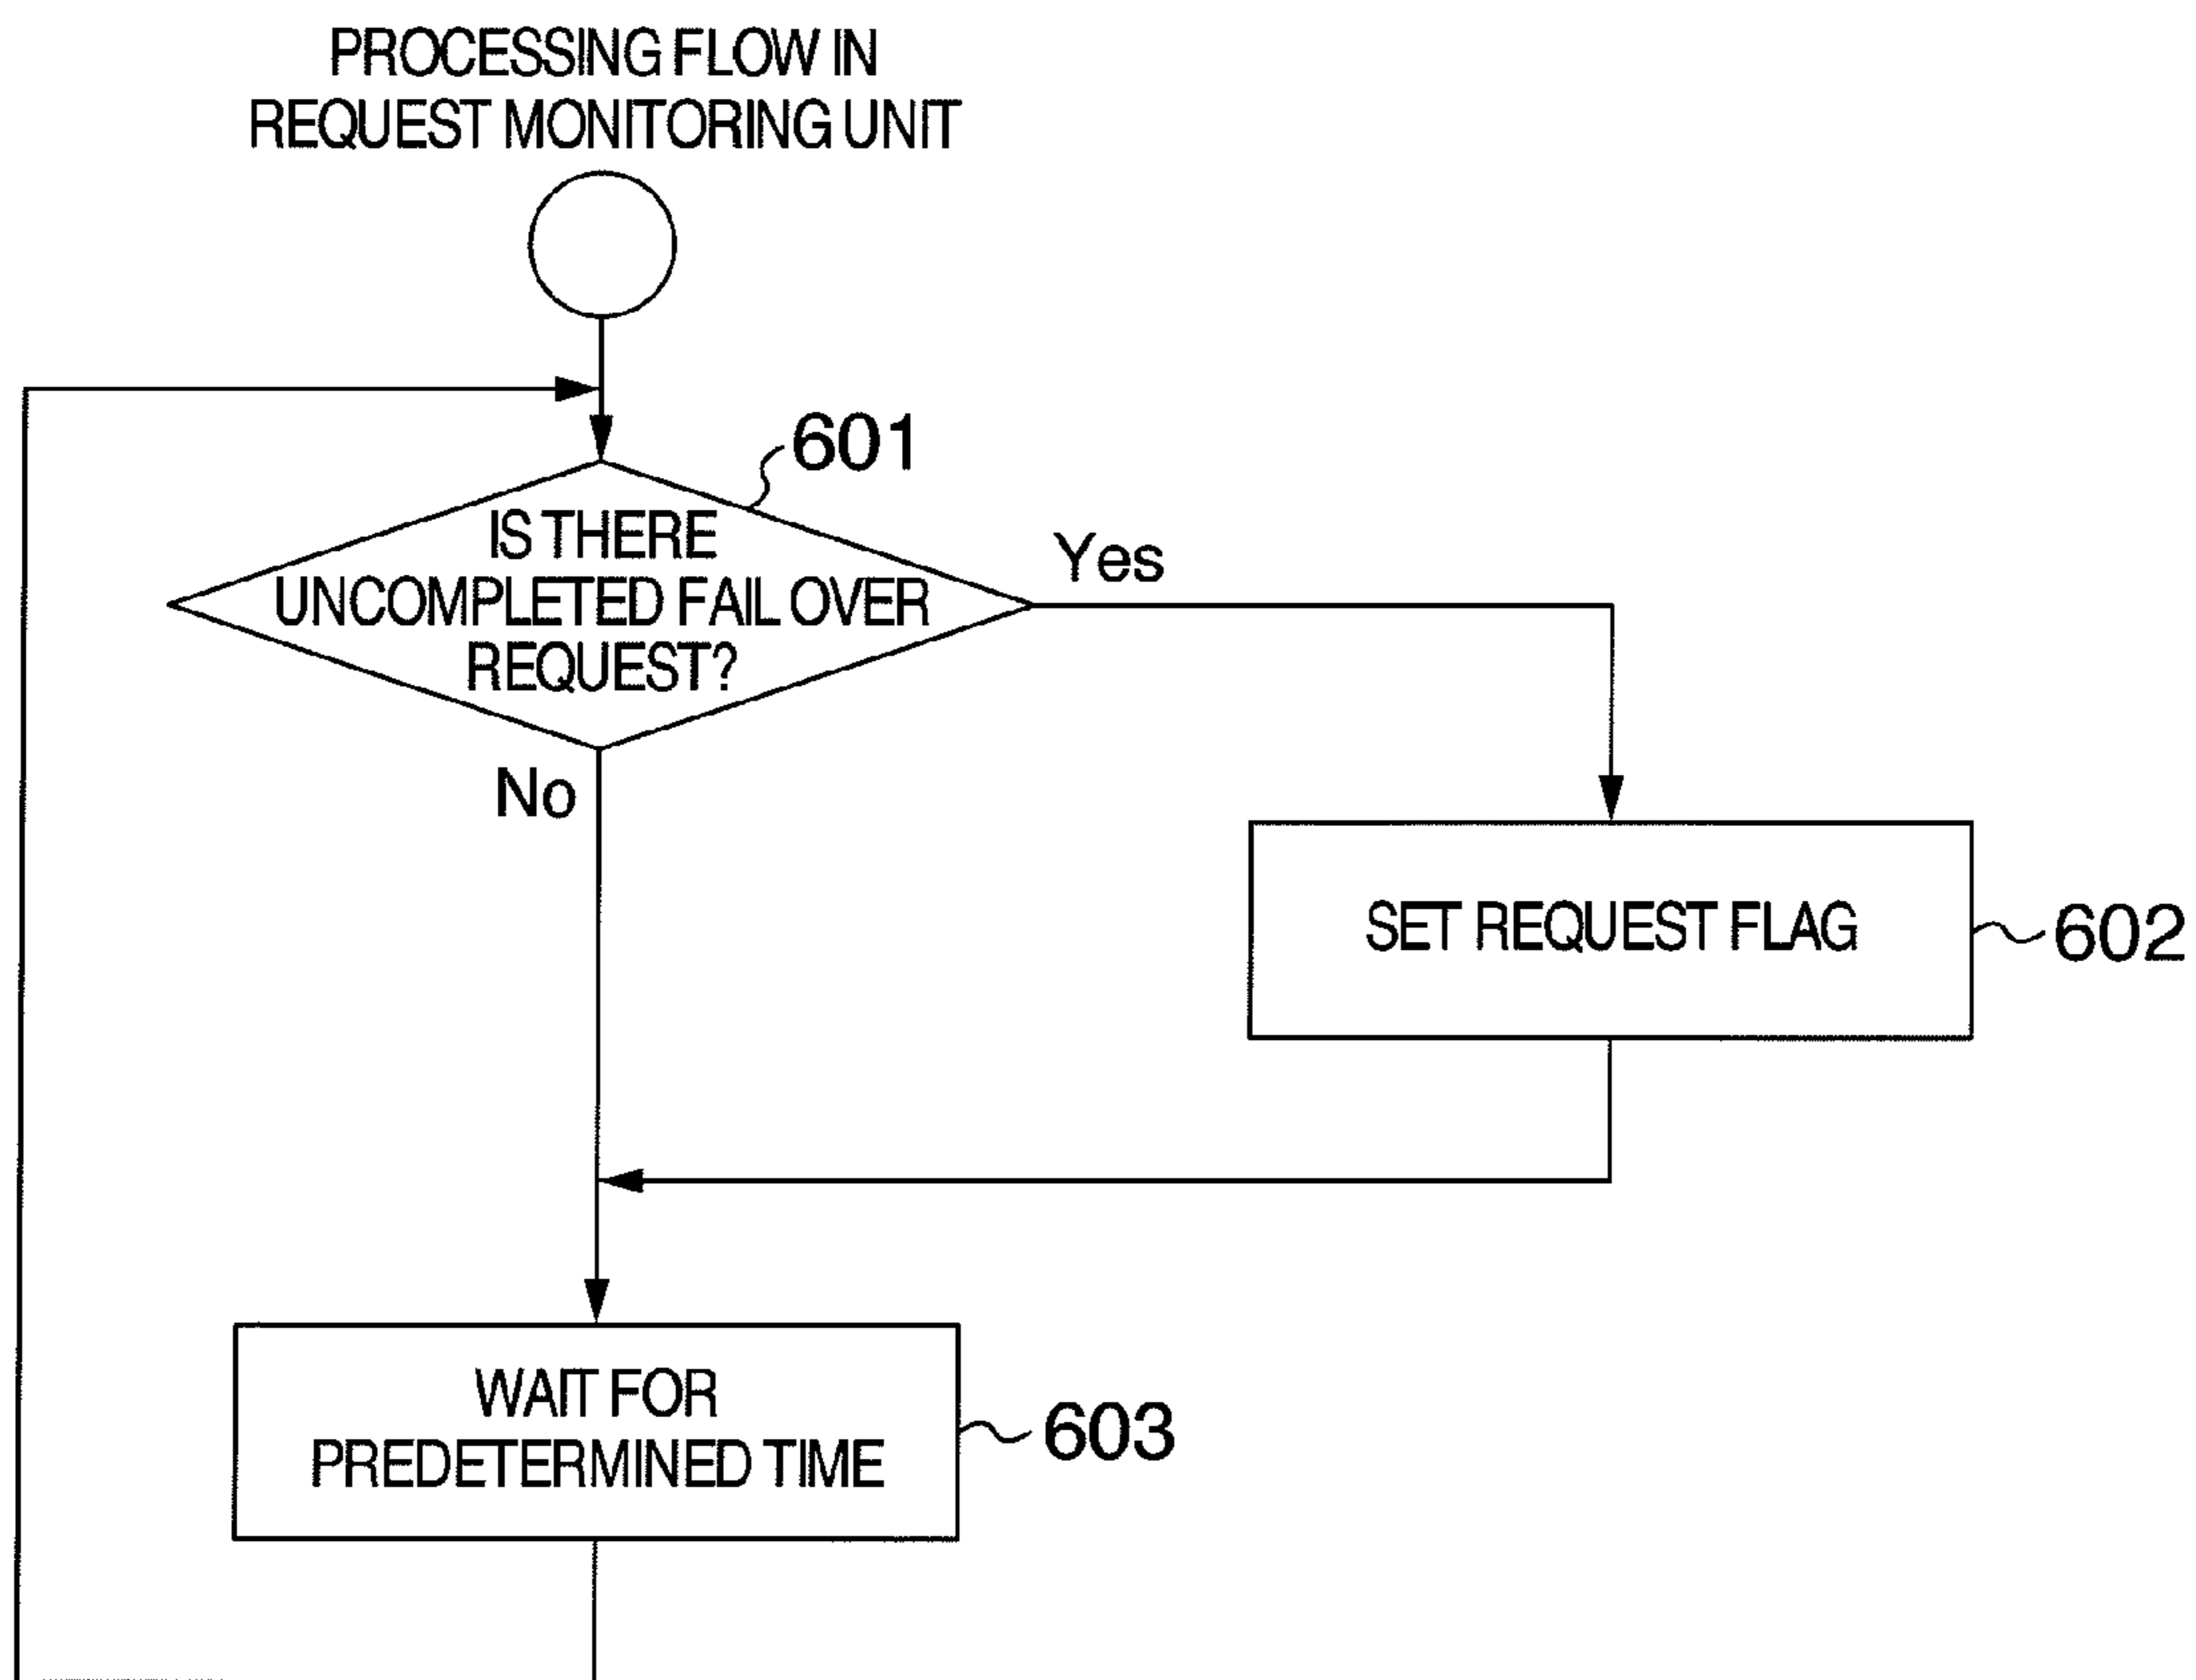 PROCESSING FLOW IN
REQUEST MONITORING UNIT
601
IS THERE
UNCOMPLETED FAIL OVER
REQUEST?
Yes
No
SET REQUEST FLAG
602
WAIT FOR
PREDETERMINED TIME
603